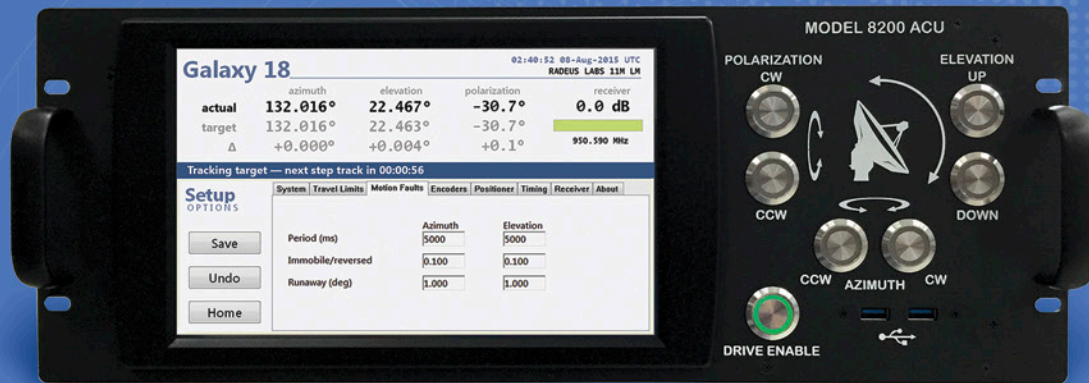 MODEL 8200 ACU
Galaxy 18
02:40:52 08-Aug-2015 UTC
RADEUS LABS 11M LM
azimuth elevation polarization receiver
actual 132.016° 22.467° -30.7° 0.0 dB
target 132.016° 22.463° -30.7°
Δ +0.000° +0.004° +0.1° 950.590 MHz
Tracking target — next step track in 00:00:56
Setup
OPTIONS
System Travel Limits Motion Faults Encoders Positioner Timing Receiver About
Azimuth Elevation
Period (ms) 5000 5000
Immobile/reversed 0.100 0.100
Runaway (deg) 1.000 1.000
Save
Undo
Home
POLARIZATION
CW
CCW
ELEVATION
UP
DOWN
CCW AZIMUTH CW
DRIVE ENABLE